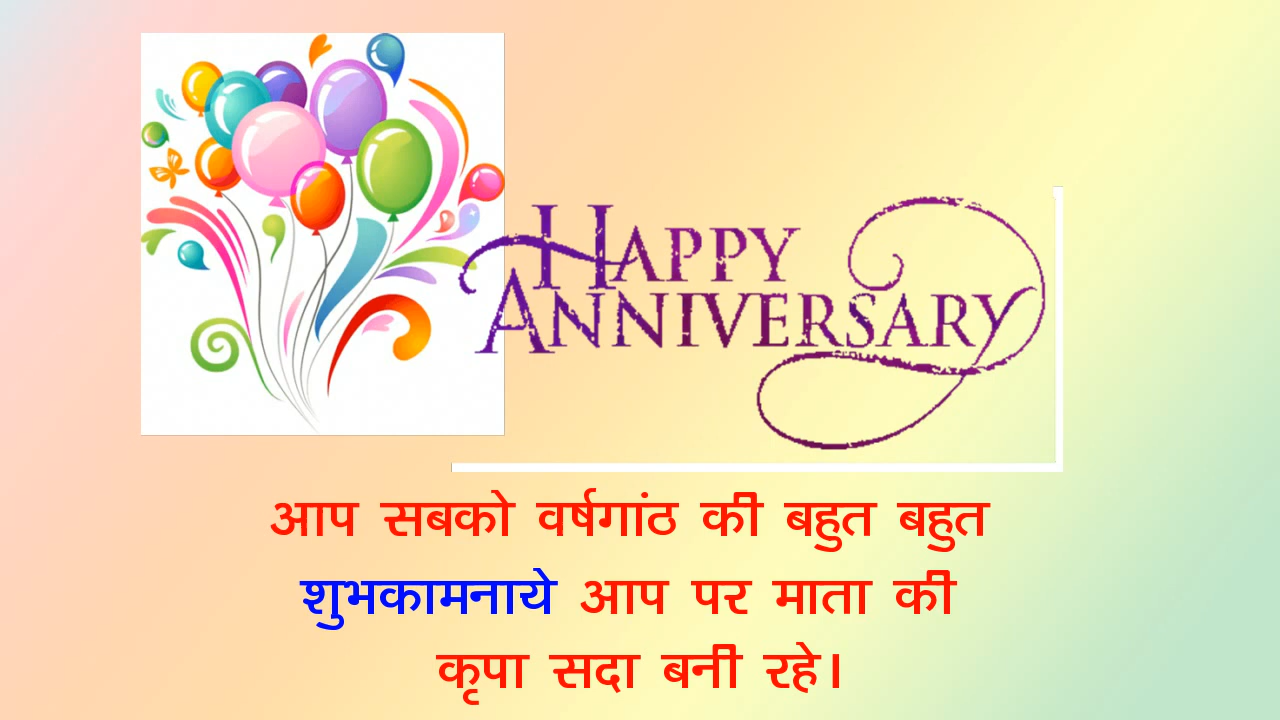 HAPPY
ANNIVERSARY
आप सबको वर्षगांठ की बहुत बहुत
शुभकामनाये आप पर माता की
कृपा सदा बनी रहे।